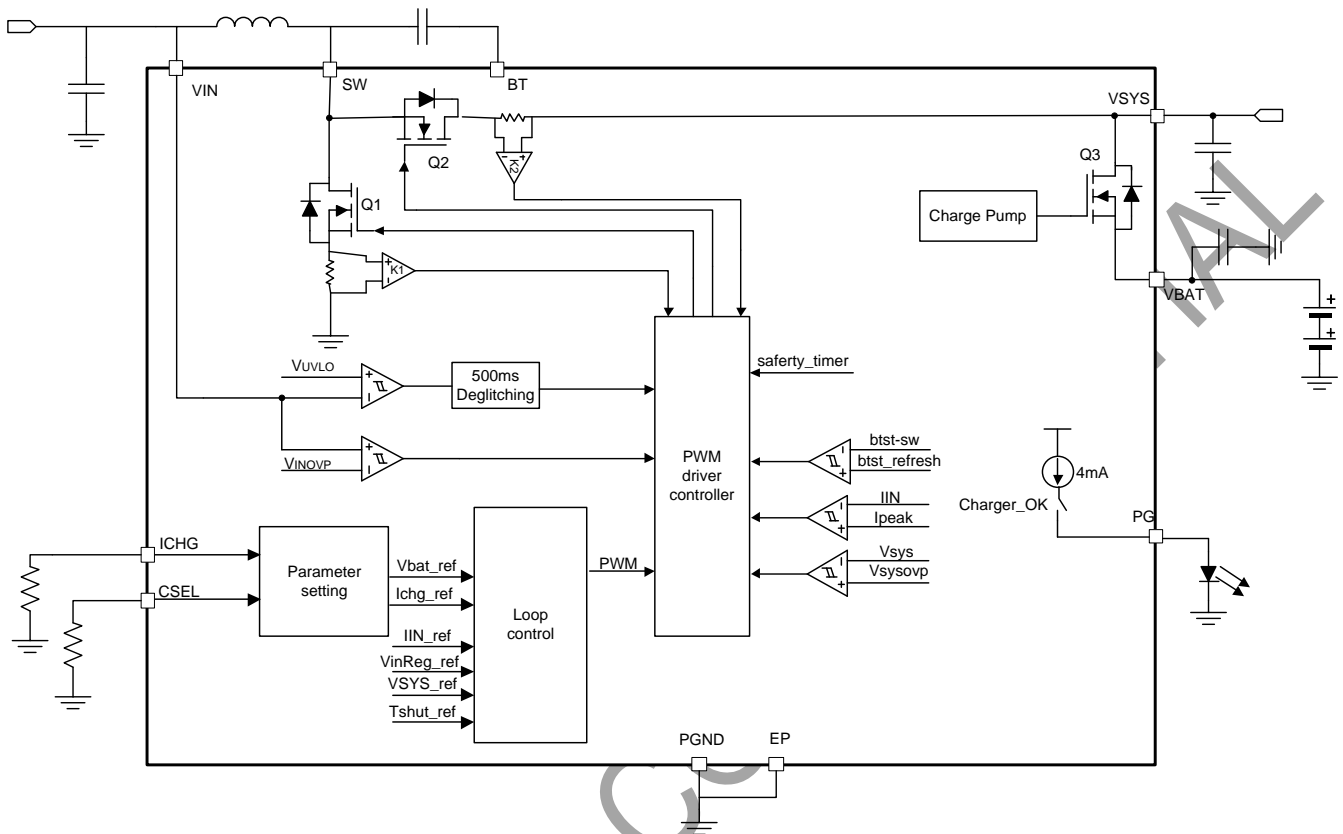 VIN
SW
BT
VSYS
Q2
K2
Q3
Q1
Charge Pump
K1
VBAT
VUVLO
500ms
Deglitching
saferty_timer
VINOVP
PWM
driver
controller
btst-sw
btst_refresh
4mA
Charger_OK
IIN
Ipeak
PG
ICHG
Parameter
setting
Vbat_ref
PWM
Vsys
Vsysovp
CSEL
Ichg_ref
Loop
control
IIN_ref
VinReg_ref
VSYS_ref
Tshut_ref
PGND
EP